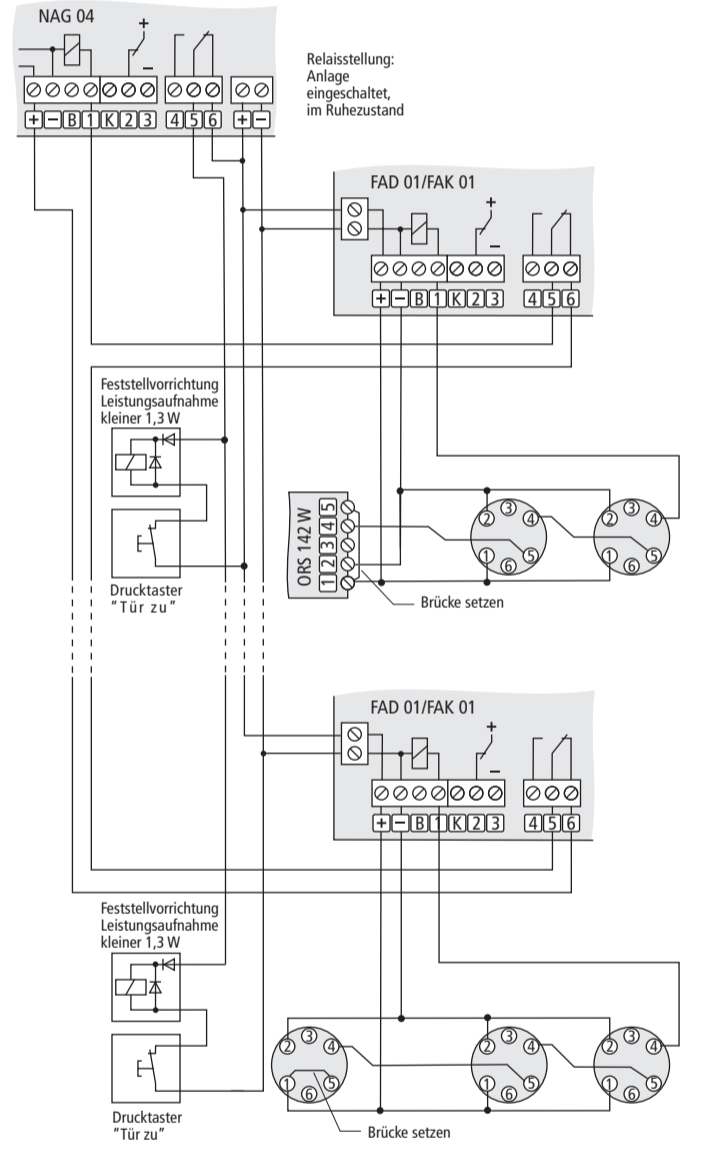 NAG 04
+
−
+ − B 1 K 2 3 4 5 6 + −
Relaisstellung:
Anlage
eingeschaltet,
im Ruhezustand
FAD 01/FAK 01
+
−
+ − B 1 K 2 3 4 5 6
Feststellvorrichtung
Leistungsaufnahme
kleiner 1,3 W
ORS 142 W
5
4
3
2
1
3
2 4
1 5
6
3
2 4
1 5
6
Drucktaster
"Tür zu"
Brücke setzen
FAD 01/FAK 01
+
−
+ − B 1 K 2 3 4 5 6
Feststellvorrichtung
Leistungsaufnahme
kleiner 1,3 W
3
2 4
1 5
6
3
2 4
1 5
6
3
2 4
1 5
6
Drucktaster
"Tür zu"
Brücke setzen